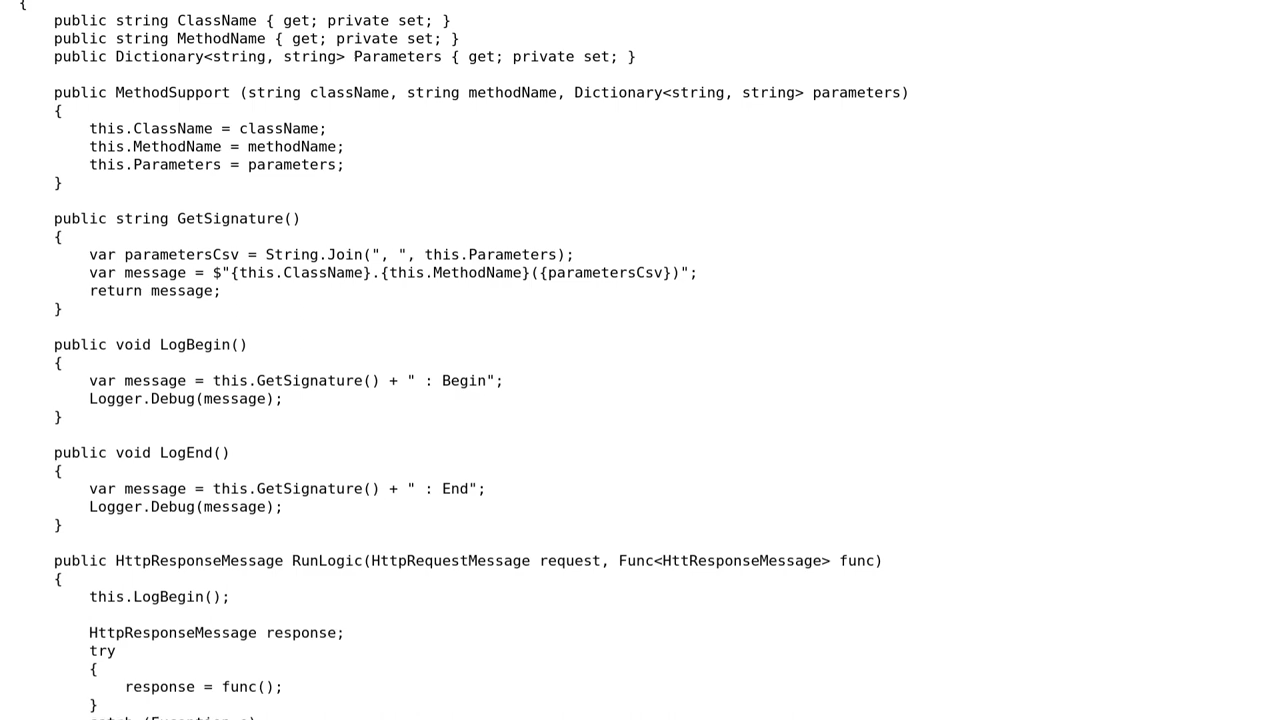 {
    public string ClassName { get; private set; }
    public string MethodName { get; private set; }
    public Dictionary<string, string> Parameters { get; private set; }

    public MethodSupport (string className, string methodName, Dictionary<string, string> parameters)
    {
        this.ClassName = className;
        this.MethodName = methodName;
        this.Parameters = parameters;
    }

    public string GetSignature()
    {
        var parametersCsv = String.Join(", ", this.Parameters);
        var message = $"{this.ClassName}.{this.MethodName}({parametersCsv})";
        return message;
    }

    public void LogBegin()
    {
        var message = this.GetSignature() + " : Begin";
        Logger.Debug(message);
    }

    public void LogEnd()
    {
        var message = this.GetSignature() + " : End";
        Logger.Debug(message);
    }

    public HttpResponseMessage RunLogic(HttpRequestMessage request, Func<HttResponseMessage> func)
    {
        this.LogBegin();

        HttpResponseMessage response;
        try
        {
            response = func();
        }